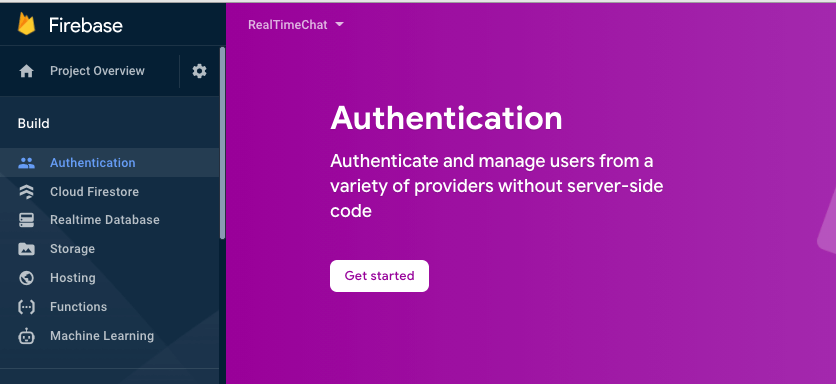 Firebase
Project Overview
Build
Authentication
Cloud Firestore
Realtime Database
Storage
Hosting
Functions
Machine Learning
RealTimeChat
Authentication
Authenticate and manage users from a
variety of providers without server-side
code
Get started